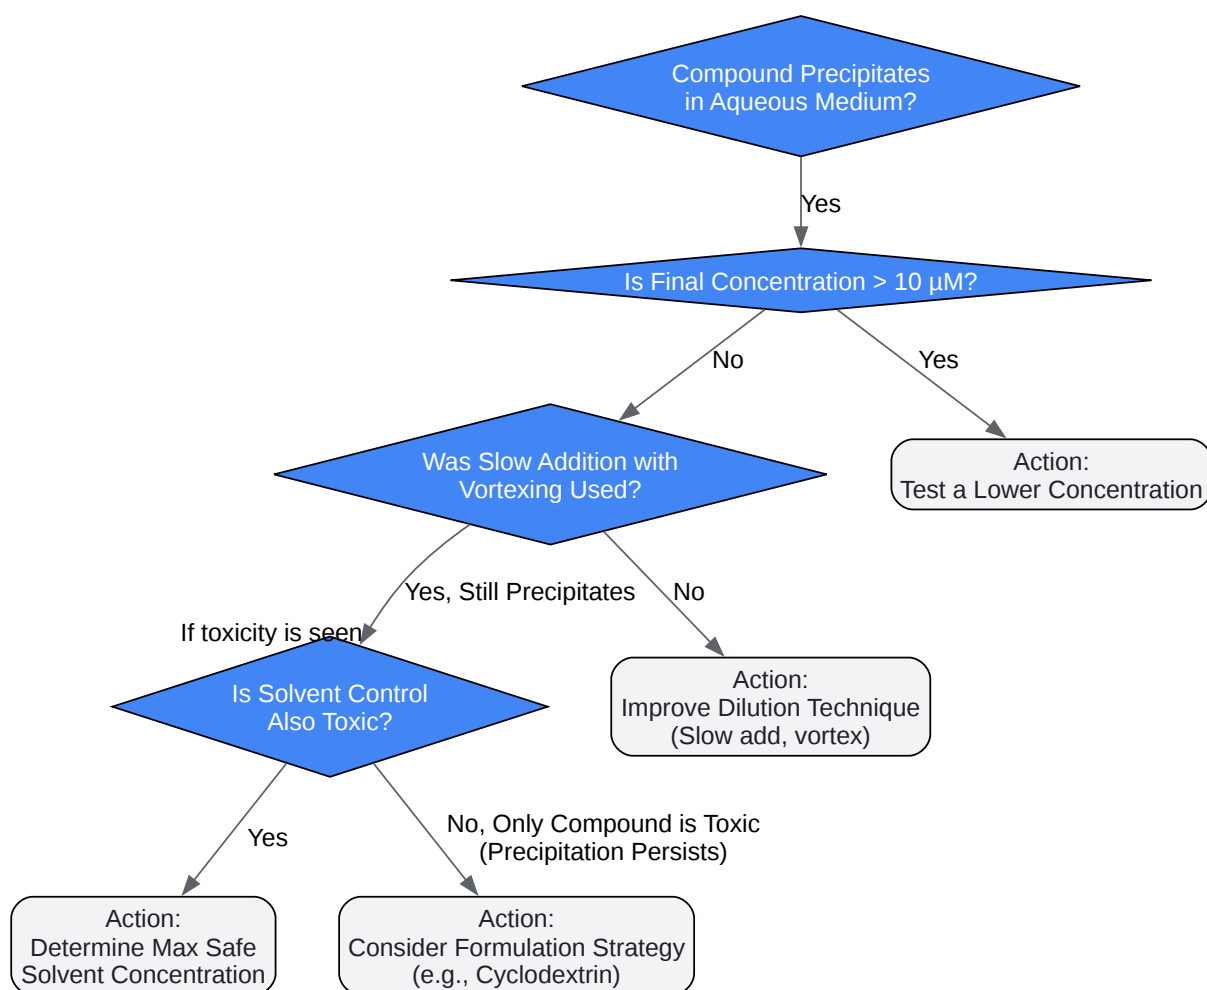 Compound Precipitates
in Aqueous Medium?
Yes
Is Final Concentration > 10 µM?
No
Yes
Was Slow Addition with
Vortexing Used?
Action:
Test a Lower Concentration
Yes, Still Precipitates
No
If toxicity is seen
Is Solvent Control
Also Toxic?
Action:
Improve Dilution Technique
(Slow add, vortex)
Yes
No, Only Compound is Toxic
(Precipitation Persists)
Action:
Determine Max Safe
Solvent Concentration
Action:
Consider Formulation Strategy
(e.g., Cyclodextrin)